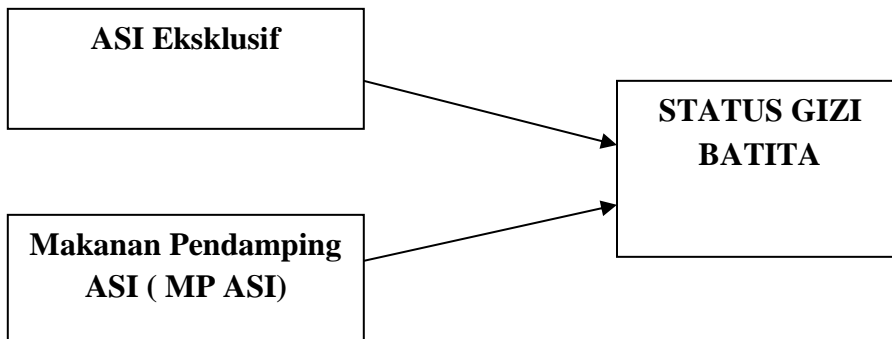 ASI Eksklusif
STATUS GIZI
BATITA
Makanan Pendamping
ASI ( MP ASI)